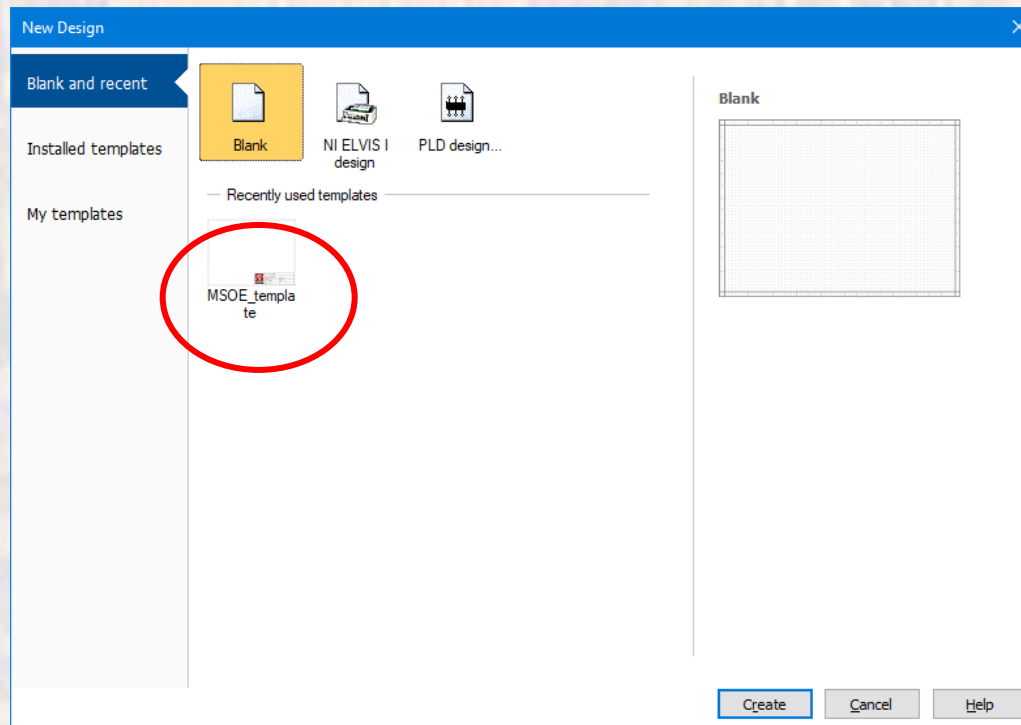 New Design
Blank and recent
Installed templates
My templates
Blank
NI ELVIS I
design
PLD design...
Recently used templates
MSOE_templa
te
Blank
Create
Cancel
Help